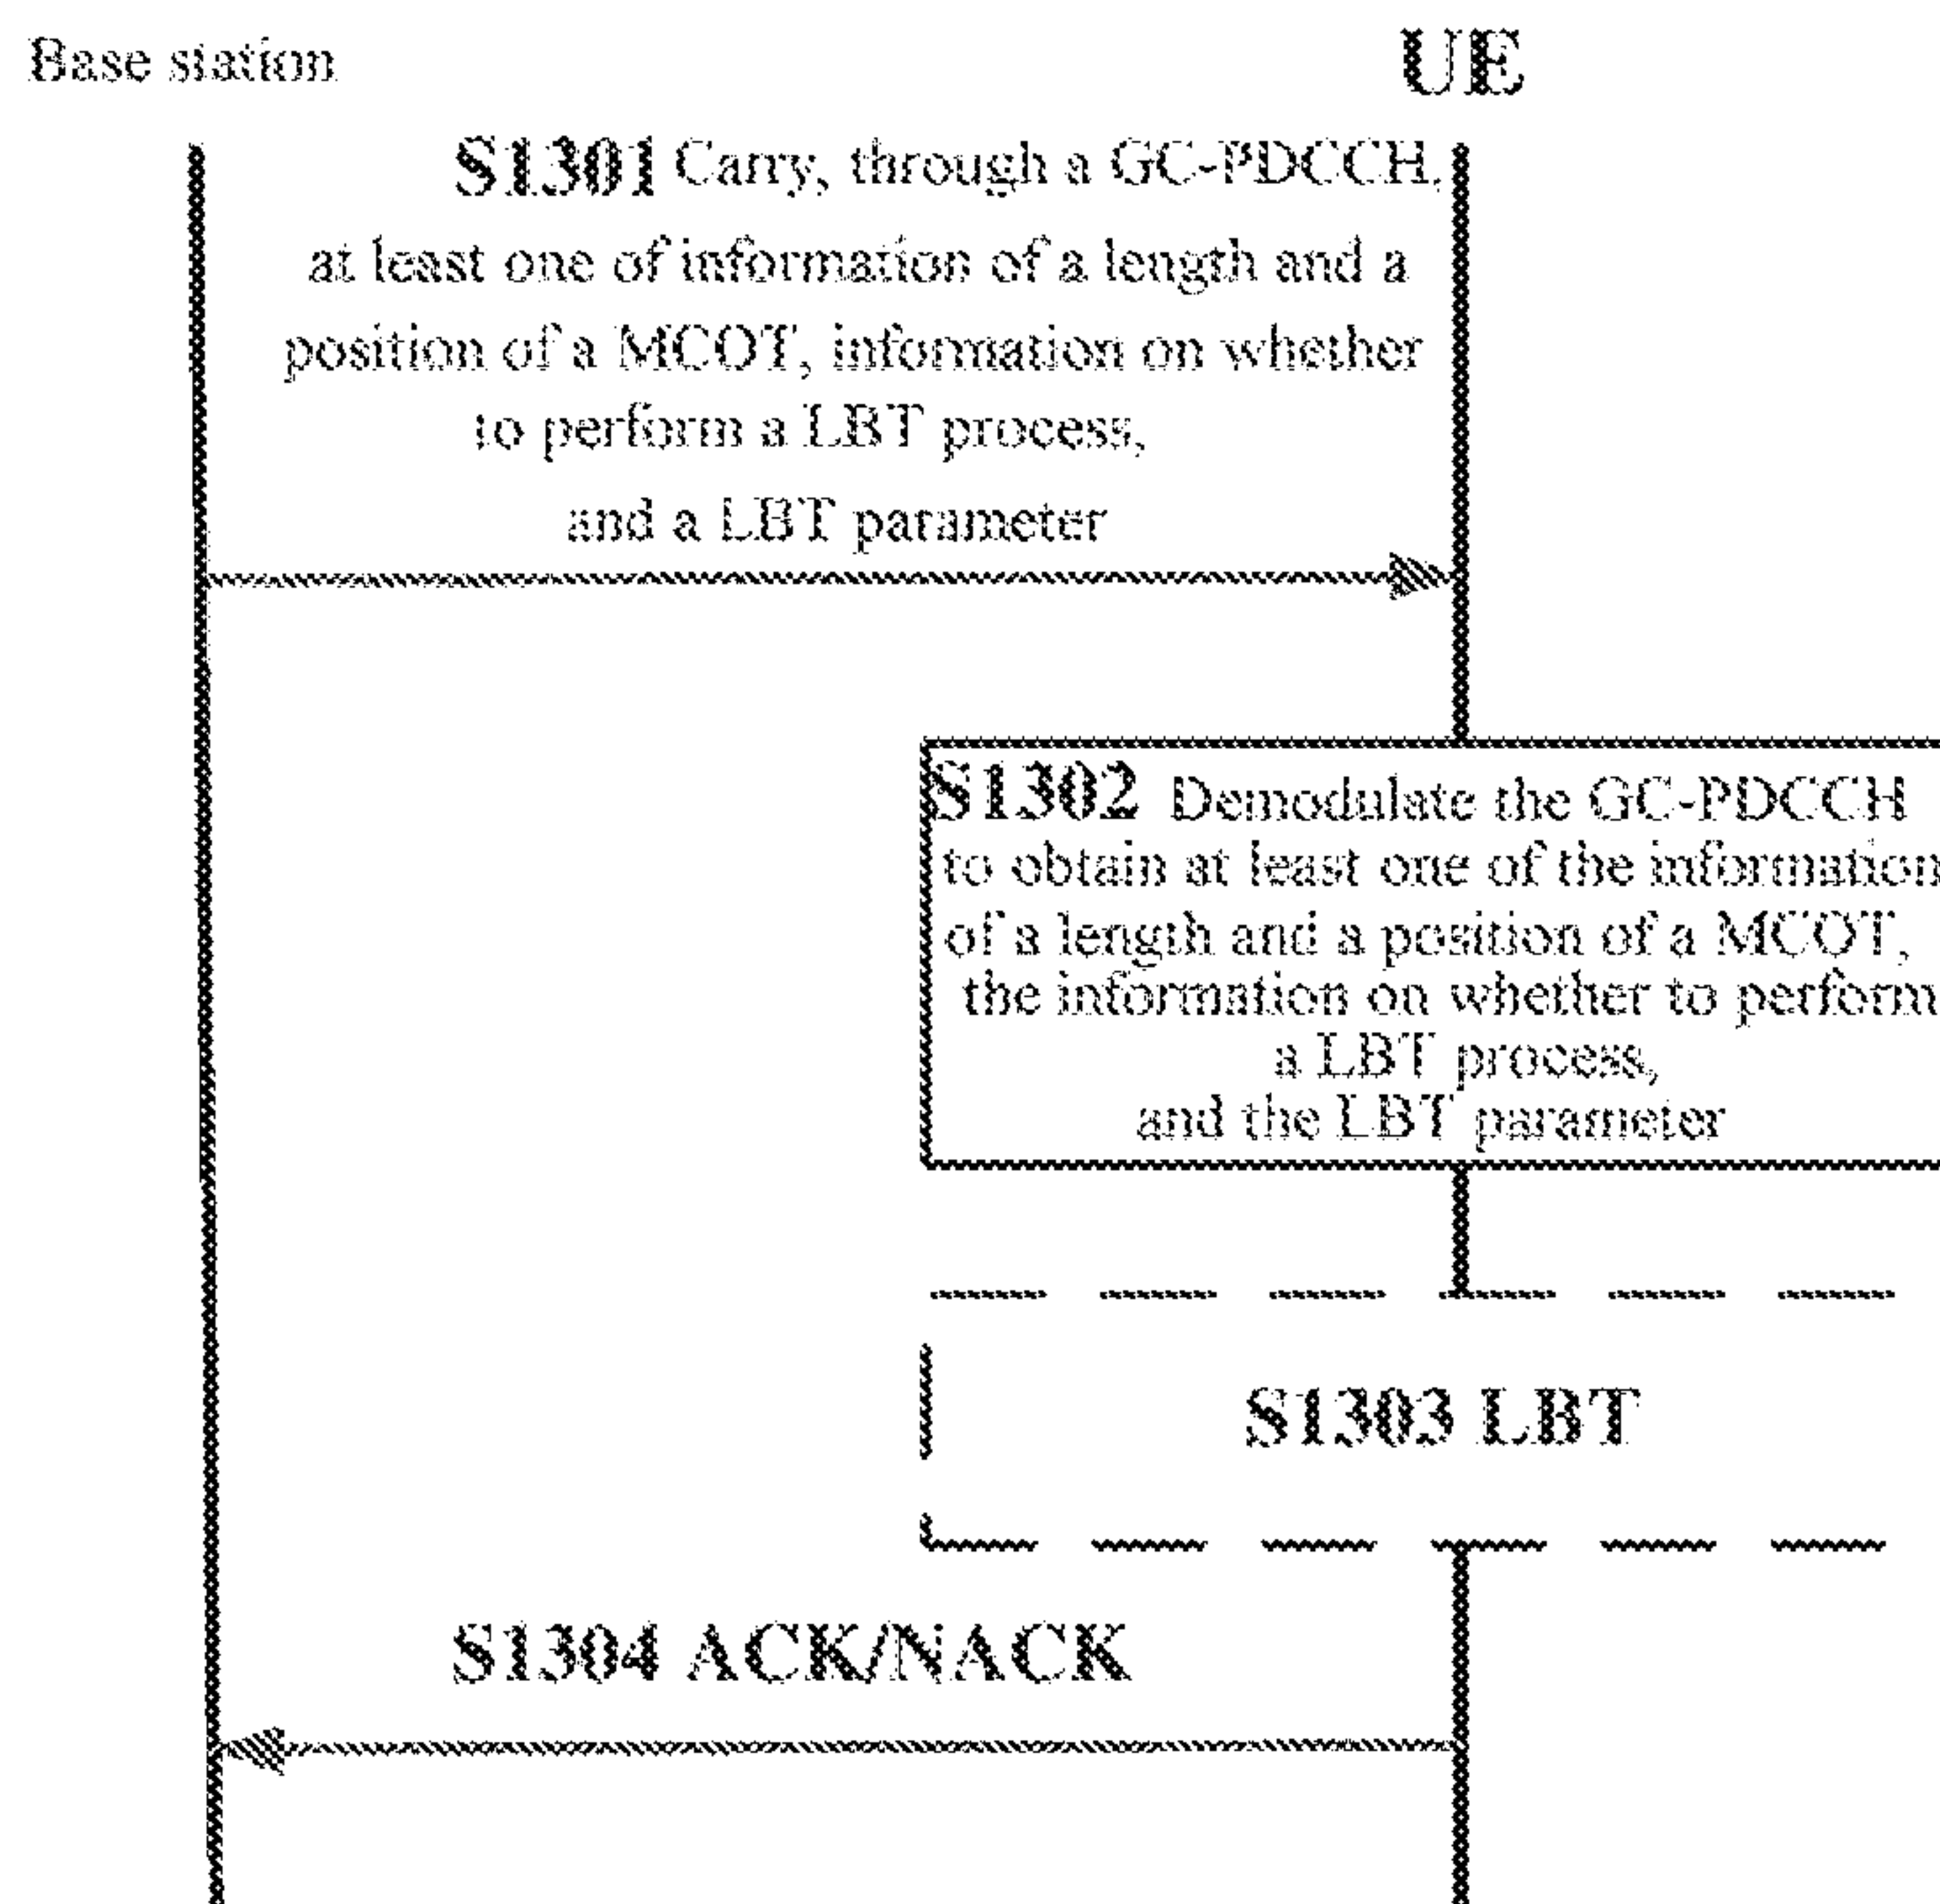 Base station
UE
S1301 Carry, through a GC-PDCCH,
at least one of information of a length and a
position of a MCOT, information on whether
to perform a LBT process,
and a LBT parameter
S1302 Demodulate the GC-PDCCH
to obtain at least one of the information
of a length and a position of a MCOT,
the information on whether to perform
a LBT process,
and the LBT parameter
S1303 LBT
S1304 ACK/NACK